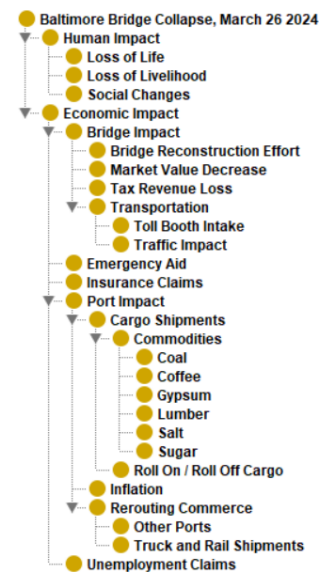 Baltimore Bridge Collapse, March 26 2024
Human Impact
Loss of Life
Loss of Livelihood
Social Changes
Economic Impact
Bridge Impact
Bridge Reconstruction Effort
Market Value Decrease
Tax Revenue Loss
Transportation
Toll Booth Intake
Traffic Impact
Emergency Aid
Insurance Claims
Port Impact
Cargo Shipments
Commodities
Coal
Coffee
Gypsum
Lumber
Salt
Sugar
Roll On / Roll Off Cargo
Inflation
Rerouting Commerce
Other Ports
Truck and Rail Shipments
Unemployment Claims